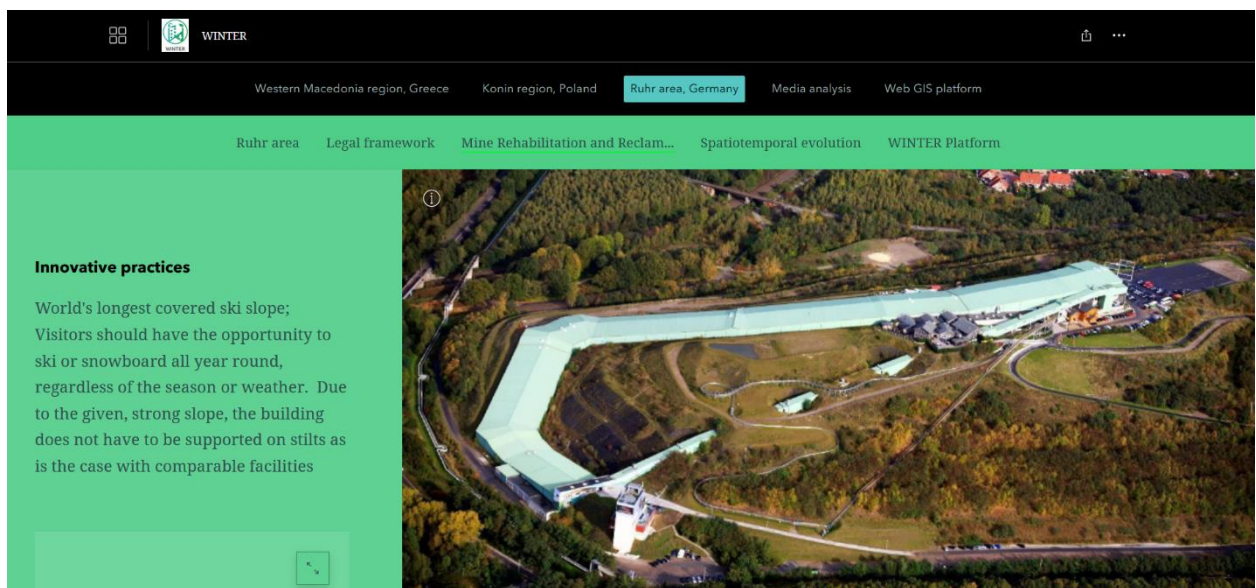 WINTER
WINTER
Western Macedonia region, Greece
Konin region, Poland
Ruhr area, Germany
Media analysis
Web GIS platform
Ruhr area
Legal framework
Mine Rehabilitation and Reclam...
Spatiotemporal evolution
WINTER Platform
Innovative practices
World's longest covered ski slope;
Visitors should have the opportunity to
ski or snowboard all year round,
regardless of the season or weather.  Due
to the given, strong slope, the building
does not have to be supported on stilts as
is the case with comparable facilities